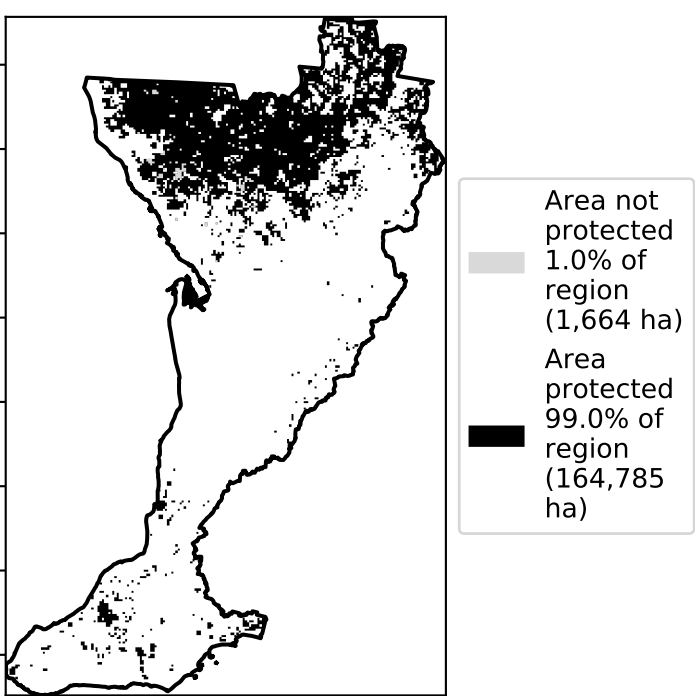 Area not
protected
1.0% of
region
(1,664 ha)
Area
protected
99.0% of
region
(164,785
ha)